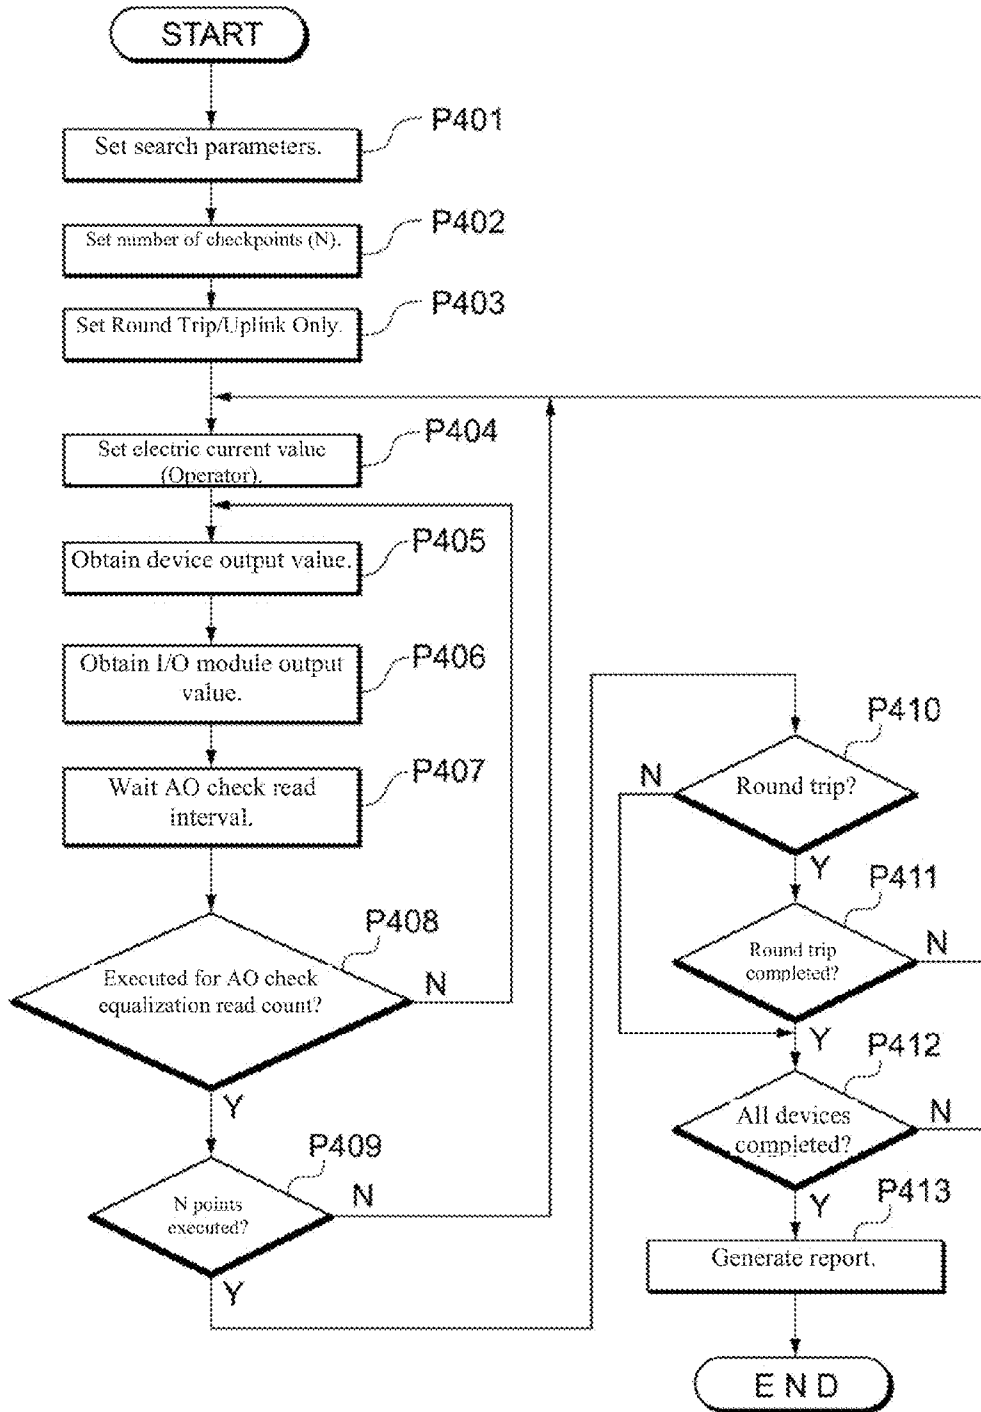 START
P401
Set search parameters.
P402
Set number of checkpoints (N).
P403
Set Round Trip/Uplink Only.
P404
Set electric current value
(Operator).
P405
Obtain device output value.
P406
Obtain I/O module output
value.
P407
Wait AO check read
interval.
P408
Executed for AO check
equalization read count?
N
Y
P409
N points
executed?
N
Y
P410
Round trip?
N
Y
P411
Round trip
completed?
N
Y
P412
All devices
completed?
N
Y
P413
Generate report.
END